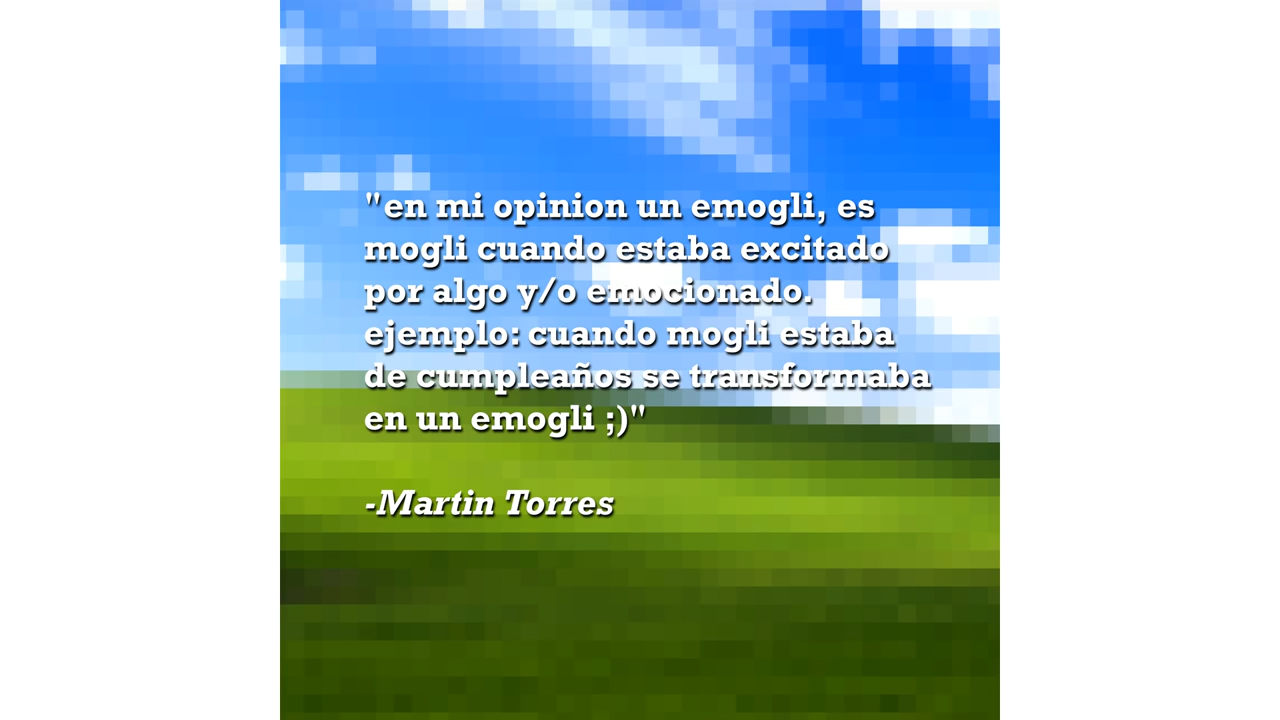 "en mi opinion un emogli, es
mogli cuando estaba excitado
por algo y/o emocionado.
ejemplo: cuando mogli estaba
de cumpleaños se transformaba
en un emogli ;)"
-Martin Torres